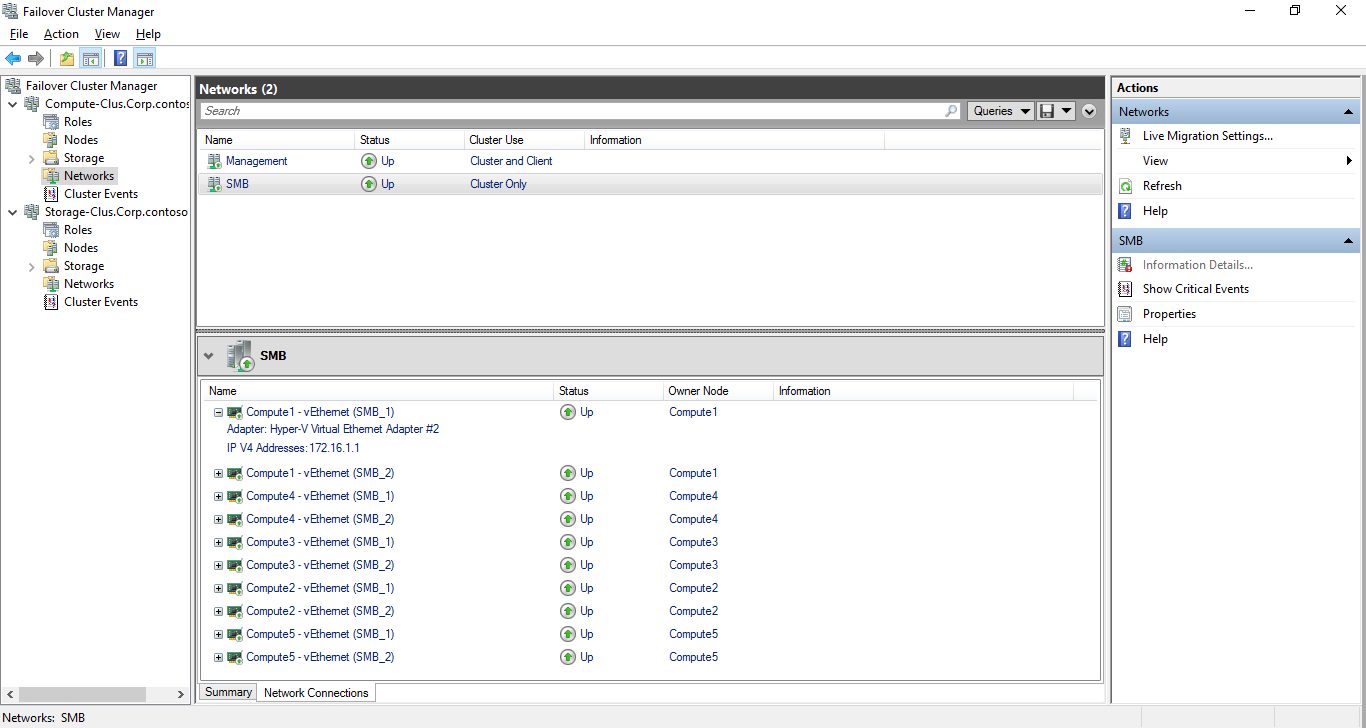 Failover Cluster Manager
File Action View Help
Failover Cluster Manager
Compute-Clus.Corp.contos
Roles
Nodes
Storage
Networks
Cluster Events
Storage-Clus.Corp.contoso
Roles
Nodes
Storage
Networks
Cluster Events
Networks (2)
Search Queries
Name Status Cluster Use Information
Management Up Cluster and Client
SMB Up Cluster Only
SMB
Name Status Owner Node Information
Compute1 - vEthernet (SMB_1) Up Compute1
Adapter: Hyper-V Virtual Ethernet Adapter #2
IP V4 Addresses: 172.16.1.1
Compute1 - vEthernet (SMB_2) Up Compute1
Compute4 - vEthernet (SMB_1) Up Compute4
Compute4 - vEthernet (SMB_2) Up Compute4
Compute3 - vEthernet (SMB_1) Up Compute3
Compute3 - vEthernet (SMB_2) Up Compute3
Compute2 - vEthernet (SMB_1) Up Compute2
Compute2 - vEthernet (SMB_2) Up Compute2
Compute5 - vEthernet (SMB_1) Up Compute5
Compute5 - vEthernet (SMB_2) Up Compute5
Summary Network Connections
Actions
Networks
Live Migration Settings...
View
Refresh
Help
SMB
Information Details...
Show Critical Events
Properties
Help
Networks: SMB